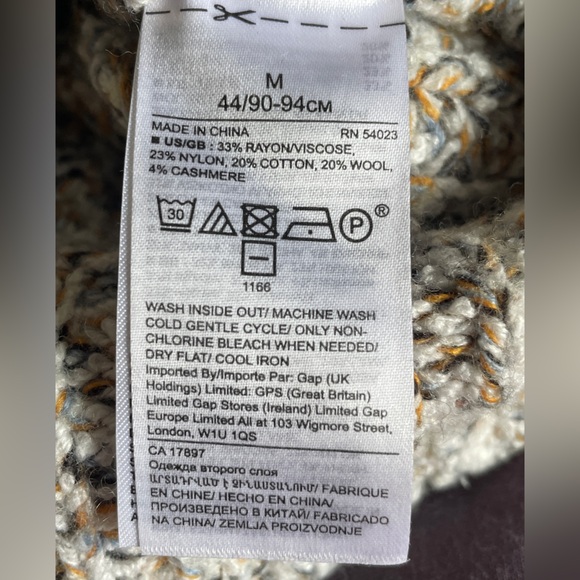 M
44/90-94CM
MADE IN CHINA RN 54023
■ US/GB : 33% RAYON/VISCOSE,
23% NYLON, 20% COTTON, 20% WOOL,
4% CASHMERE
30 P ®
1166
WASH INSIDE OUT/ MACHINE WASH
COLD GENTLE CYCLE/ ONLY NON-
CHLORINE BLEACH WHEN NEEDED/
DRY FLAT/ COOL IRON
Imported By/Importe Par: Gap (UK
Holdings) Limited: GPS (Great Britain)
Limited Gap Stores (Ireland) Limited Gap
Europe Limited All at 103 Wigmore Street,
London, W1U 1QS
CA 17897
Одежда второго слоя
ԱՐՏԱԴՐՎԱԾ Է ՉԻՆԱՍՏԱՆՈՒՄ/ FABRIQUE
EN CHINE/ HECHO EN CHINA/
ПРОИЗВЕДЕНО В КИТАЙ/ FABRICADO
NA CHINA/ ZEMLJA PROIZVODNJE